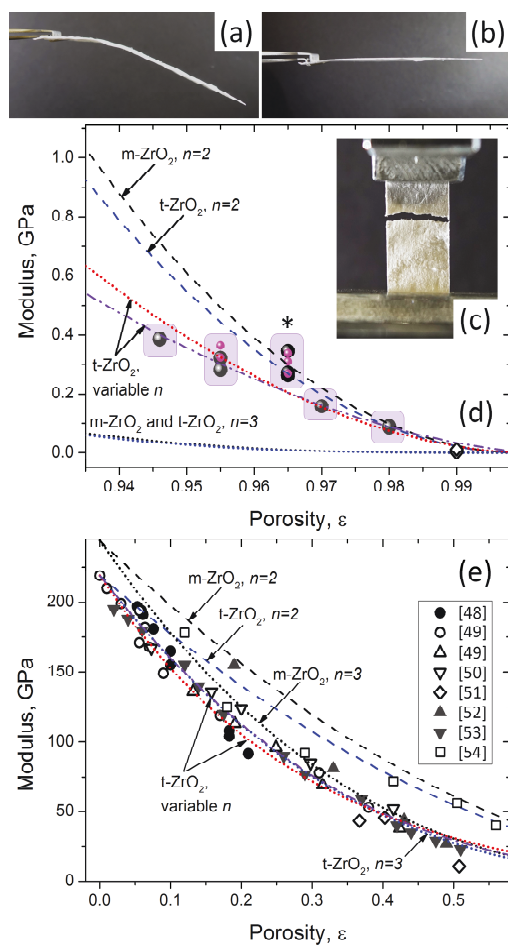 (a)
(b)
m-ZrO2, n=2
t-ZrO2, n=2
t-ZrO2,
variable n
m-ZrO2 and t-ZrO2, n=3
*
(c)
(d)
Modulus, GPa
1.0
0.8
0.6
0.4
0.2
0.0
0.94
0.95
0.96
0.97
0.98
0.99
Porosity, ε
(e)
m-ZrO2, n=2
t-ZrO2, n=2
m-ZrO2, n=3
t-ZrO2,
variable n
t-ZrO2, n=3
[48]
[49]
[49]
[50]
[51]
[52]
[53]
[54]
Modulus, GPa
200
150
100
50
0
0.0
0.1
0.2
0.3
0.4
0.5
Porosity, ε